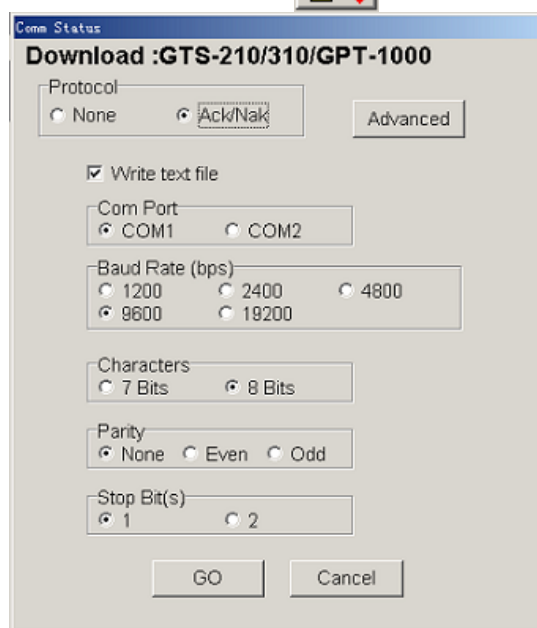 Comm Status
Download :GTS-210/310/GPT-1000
Protocol
None Ack/Nak
Advanced
Write text file
Com Port
COM1 COM2
Baud Rate (bps)
1200 2400 4800
9600 19200
Characters
7 Bits 8 Bits
Parity
None Even Odd
Stop Bit(s)
1 2
GO Cancel